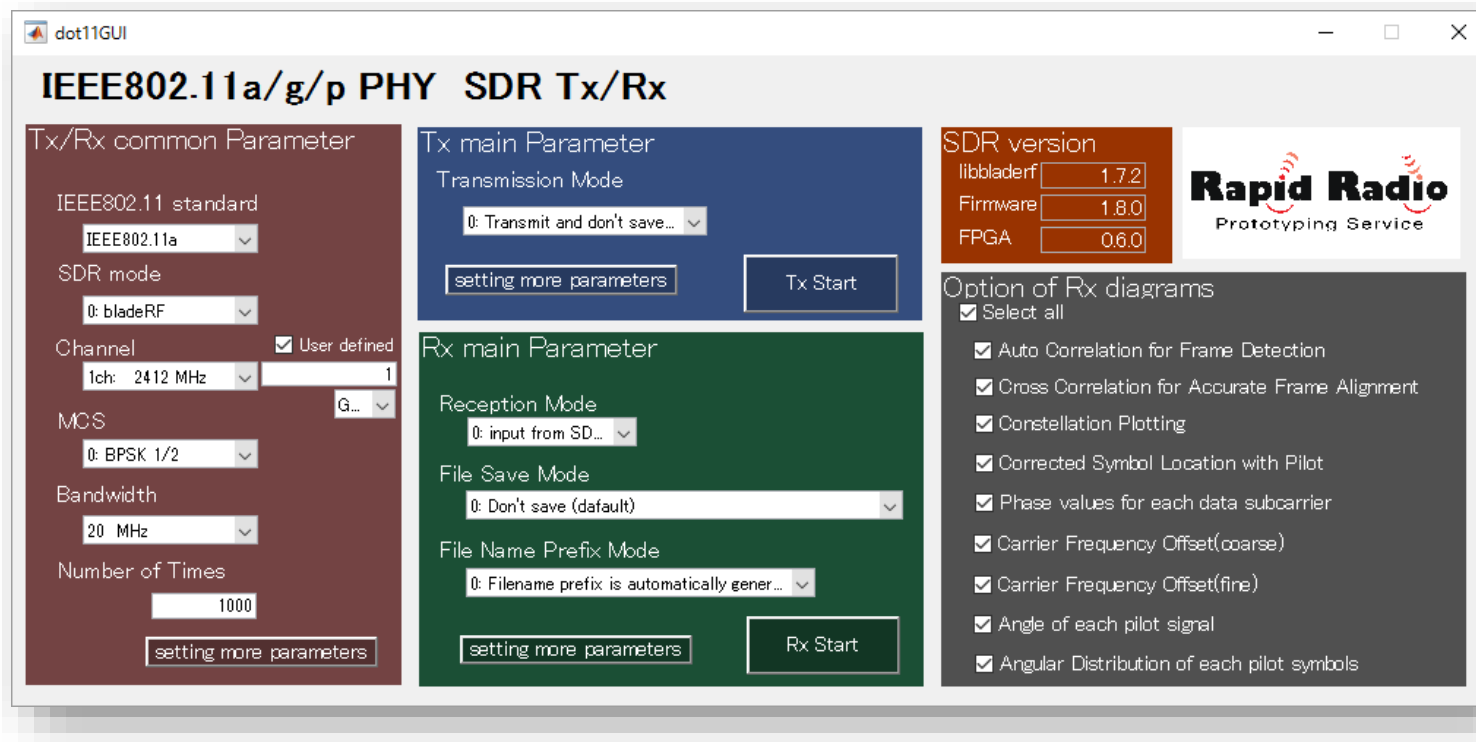 dot11GUI
IEEE802.11a/g/p PHY SDR Tx/Rx
Tx/Rx common Parameter
IEEE802.11 standard
IEEE802.11a
SDR mode
0: bladeRF
Channel
User defined
1ch: 2412 MHz
1
G...
MCS
0: BPSK 1/2
Bandwidth
20 MHz
Number of Times
1000
setting more parameters
Tx main Parameter
Transmission Mode
0: Transmit and don't save...
setting more parameters
Tx Start
Rx main Parameter
Reception Mode
0: input from SD...
File Save Mode
0: Don't save (dafault)
File Name Prefix Mode
0: Filename prefix is automatically gener...
setting more parameters
Rx Start
SDR version
libbladerf 1.7.2
Firmware 1.8.0
FPGA 0.6.0
Rapid Radio
Prototyping Service
Option of Rx diagrams
Select all
Auto Correlation for Frame Detection
Cross Correlation for Accurate Frame Alignment
Constellation Plotting
Corrected Symbol Location with Pilot
Phase values for each data subcarrier
Carrier Frequency Offset(coarse)
Carrier Frequency Offset(fine)
Angle of each pilot signal
Angular Distribution of each pilot symbols